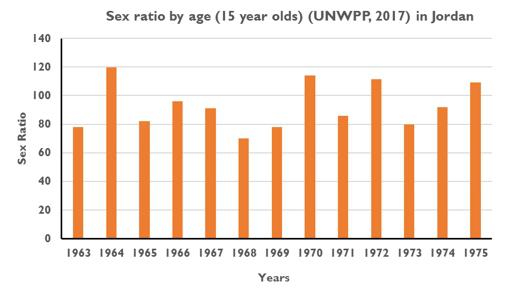 Sex ratio by age (15 year olds) (UNWPP, 2017) in Jordan
140
120
100
80
60
40
20
0
Sex Ratio
1963 1964 1965 1966 1967 1968 1969 1970 1971 1972 1973 1974 1975
Years